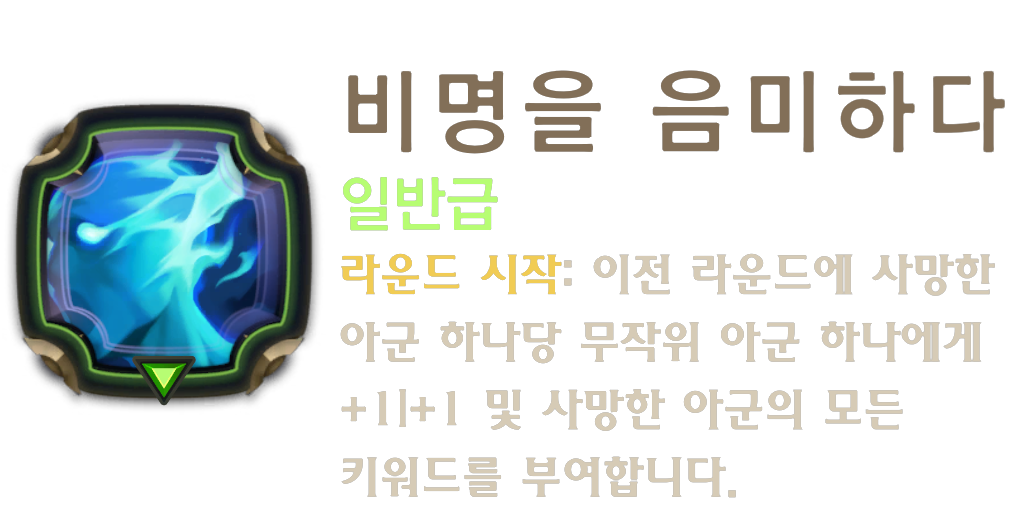 비명을 음미하다
일반급
라운드 시작: 이전 라운드에 사망한
아군 하나당 무작위 아군 하나에게
+1|+1 및 사망한 아군의 모든
키워드를 부여합니다.